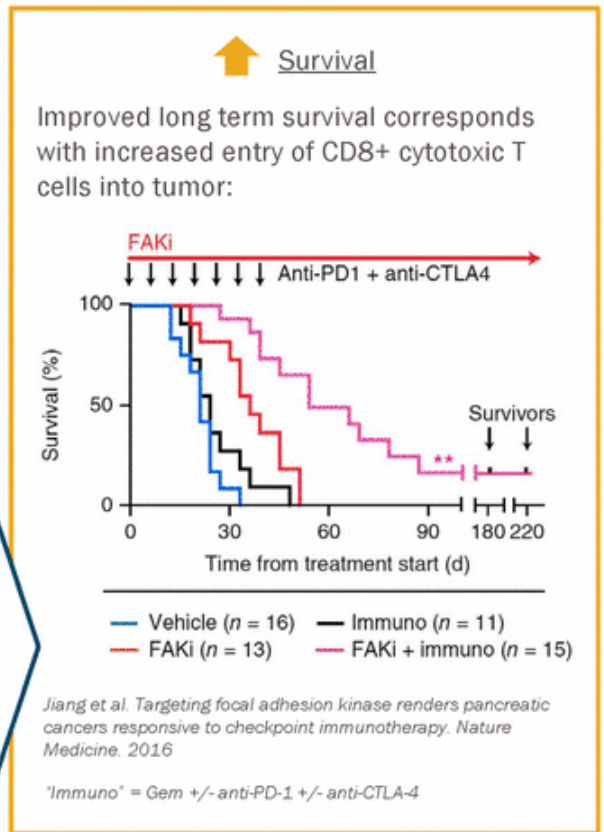 Survival
Improved long term survival corresponds
with increased entry of CD8+ cytotoxic T
cells into tumor:
FAKi
Anti-PD1 + anti-CTLA4
Survival (%)
100
50
0
Survivors
**
0 30 60 90 180 220
Time from treatment start (d)
Vehicle (n = 16) Immuno (n = 11)
FAKi (n = 13) FAKi + immuno (n = 15)
Jiang et al. Targeting focal adhesion kinase renders pancreatic
cancers responsive to checkpoint immunotherapy. Nature
Medicine. 2016
"Immuno" = Gem +/- anti-PD-1 +/- anti-CTLA-4